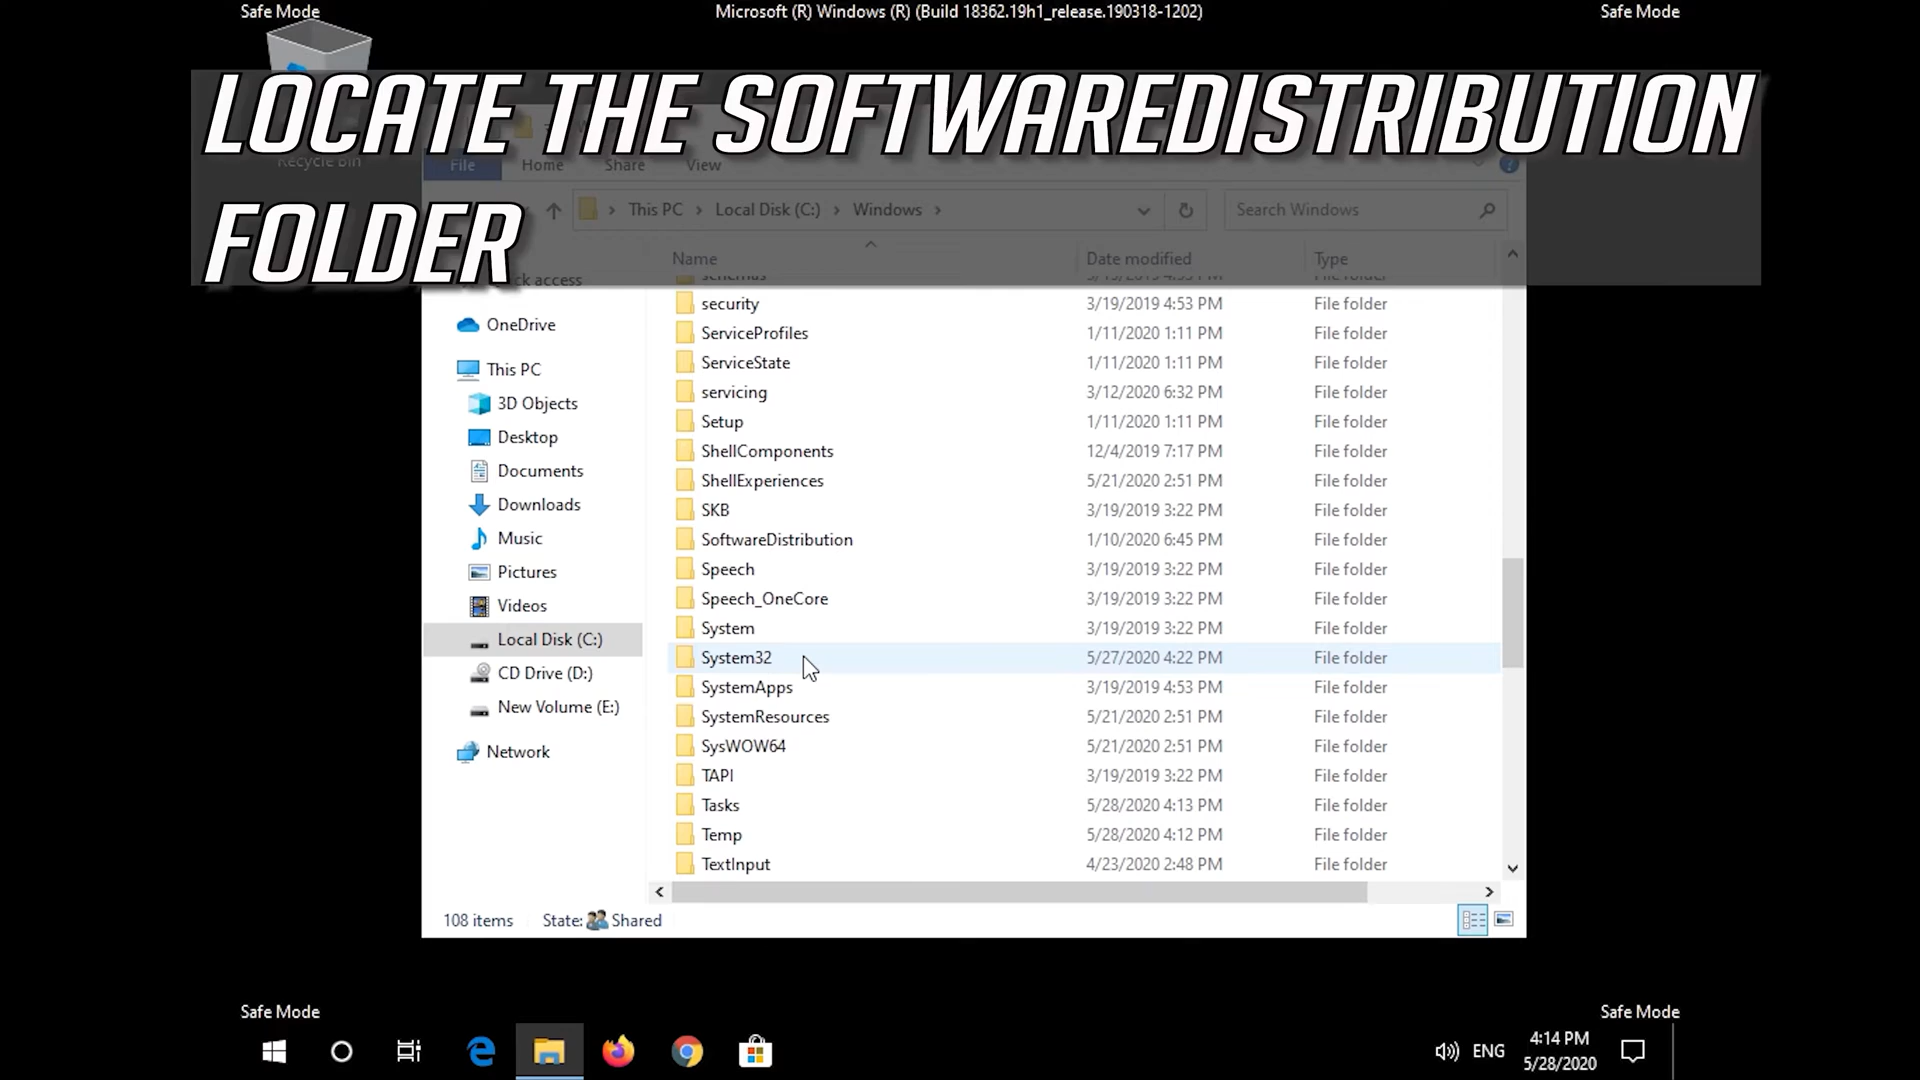 Safe Mode
Microsoft (R) Windows (R) (Build 18362.19h1_release.190318-1202)
Safe Mode
LOCATE THE SOFTWAREDISTRIBUTION
FOLDER
Recycle Bin
File Home Share View
This PC Local Disk (C:) Windows
Search Windows
Name Date modified Type
access
OneDrive
This PC
3D Objects
Desktop
Documents
Downloads
Music
Pictures
Videos
Local Disk (C:)
CD Drive (D:)
New Volume (E:)
Network
schemas 3/19/2019 4:53 PM File folder
security 3/19/2019 4:53 PM File folder
ServiceProfiles 1/11/2020 1:11 PM File folder
ServiceState 1/11/2020 1:11 PM File folder
servicing 3/12/2020 6:32 PM File folder
Setup 1/11/2020 1:11 PM File folder
ShellComponents 12/4/2019 7:17 PM File folder
ShellExperiences 5/21/2020 2:51 PM File folder
SKB 3/19/2019 3:22 PM File folder
SoftwareDistribution 1/10/2020 6:45 PM File folder
Speech 3/19/2019 3:22 PM File folder
Speech_OneCore 3/19/2019 3:22 PM File folder
System 3/19/2019 3:22 PM File folder
System32 5/27/2020 4:22 PM File folder
SystemApps 3/19/2019 4:53 PM File folder
SystemResources 5/21/2020 2:51 PM File folder
SysWOW64 5/21/2020 2:51 PM File folder
TAPI 3/19/2019 3:22 PM File folder
Tasks 5/28/2020 4:13 PM File folder
Temp 5/28/2020 4:12 PM File folder
TextInput 4/23/2020 2:48 PM File folder
108 items State: Shared
Safe Mode
Safe Mode
ENG
4:14 PM
5/28/2020